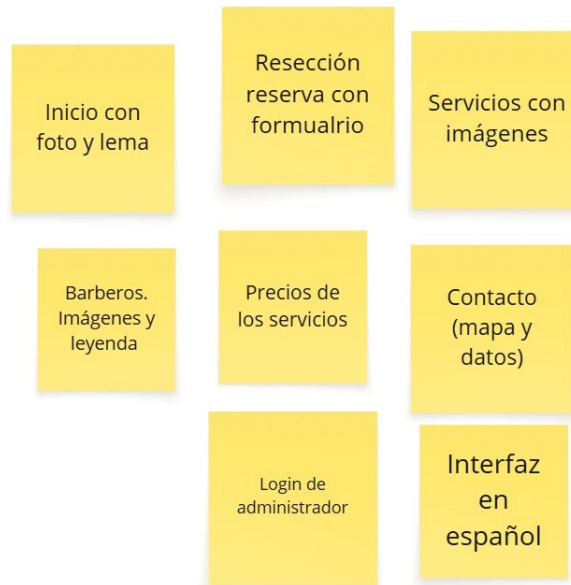 Inicio con
foto y lema
Resección
reserva con
formualrio
Servicios con
imágenes
Barberos.
Imágenes y
leyenda
Precios de
los servicios
Contacto
(mapa y
datos)
Login de
administrador
Interfaz
en
español